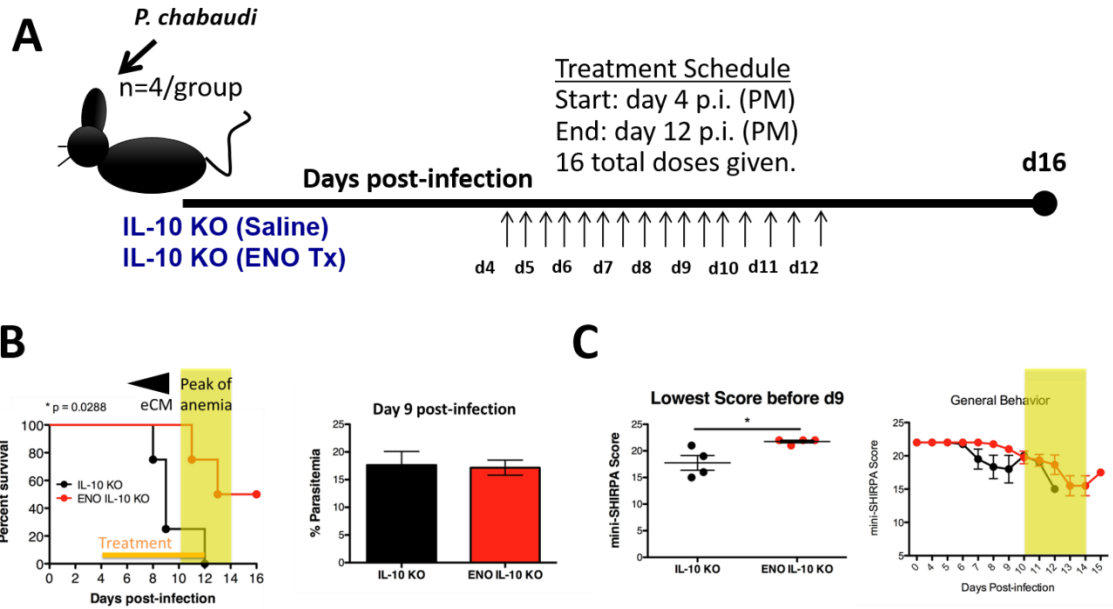 A
P. chabaudi
n=4/group
Treatment Schedule
Start: day 4 p.i. (PM)
End: day 12 p.i. (PM)
16 total doses given.
d16
Days post-infection
IL-10 KO (Saline)
IL-10 KO (ENO Tx)
d4 d5 d6 d7 d8 d9 d10 d11 d12
B
* p = 0.0288
eCM
Peak of
anemia
Percent survival
100
80
60
40
20
0
IL-10 KO
ENO IL-10 KO
Treatment
0 2 4 6 8 10 12 14 16
Days post-infection
Day 9 post-infection
% Parasitemia
25
20
15
10
5
0
IL-10 KO ENO IL-10 KO
C
Lowest Score before d9
*
mini-SHIRPA Score
20
15
10
5
0
IL-10 KO ENO IL-10 KO
General Behavior
mini-SHIRPA Score
25
20
15
10
5
0 4 5 6 7 8 9 10 11 12 13 14 15
Days Post-infection